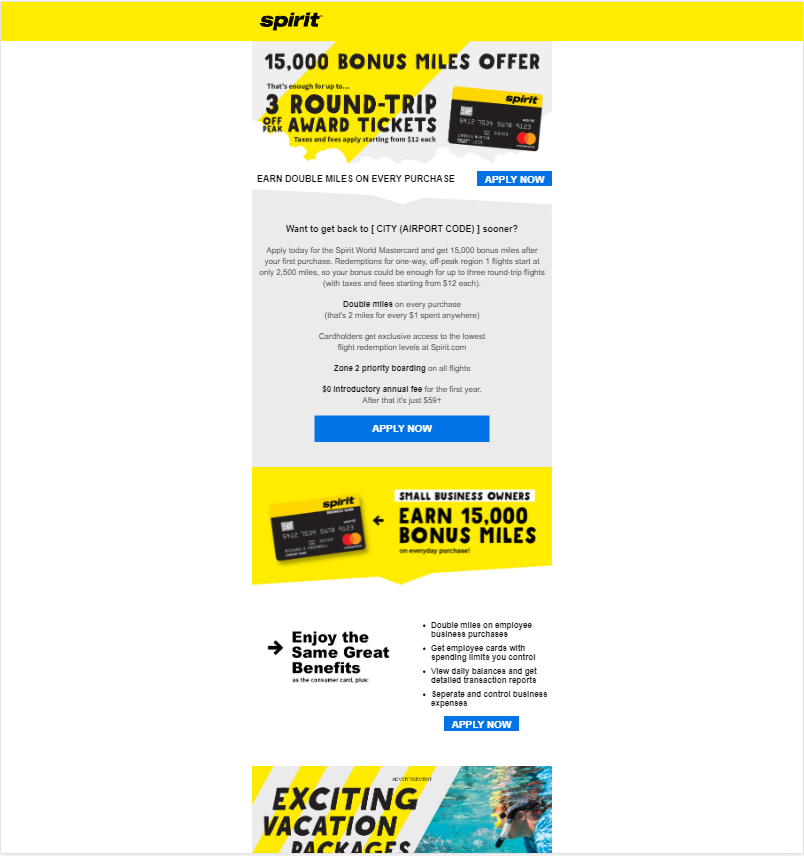 spirit
15,000 BONUS MILES OFFER
That's enough for up to...
3 ROUND-TRIP
OFF PEAK AWARD TICKETS
Taxes and fees apply starting from $12 each
spirit
world
5412 7534 5678 9123
EARN DOUBLE MILES ON EVERY PURCHASE
APPLY NOW
Want to get back to [ CITY (AIRPORT CODE) ] sooner?
Apply today for the Spirit World Mastercard and get 15,000 bonus miles after
your first purchase. Redemptions for one-way, off-peak region 1 flights start at
only 2,500 miles, so your bonus could be enough for up to three round-trip flights
(with taxes and fees starting from $12 each).
Double miles on every purchase
(that's 2 miles for every $1 spent anywhere)
Cardholders get exclusive access to the lowest
flight redemption levels at Spirit.com
Zone 2 priority boarding on all flights
$0 introductory annual fee for the first year.
After that it's just $59†
APPLY NOW
spirit
BUSINESS CARD
world
5412 7534 5678 9123
SMALL BUSINESS OWNERS
EARN 15,000
BONUS MILES
on everyday purchase!
Enjoy the
Same Great
Benefits
as the consumer card, plus:
• Double miles on employee
business purchases
• Get employee cards with
spending limits you control
• View daily balances and get
detailed transaction reports
• Seperate and control business
expenses
APPLY NOW
ADVERTISEMENT
EXCITING
VACATION
PACKAGES